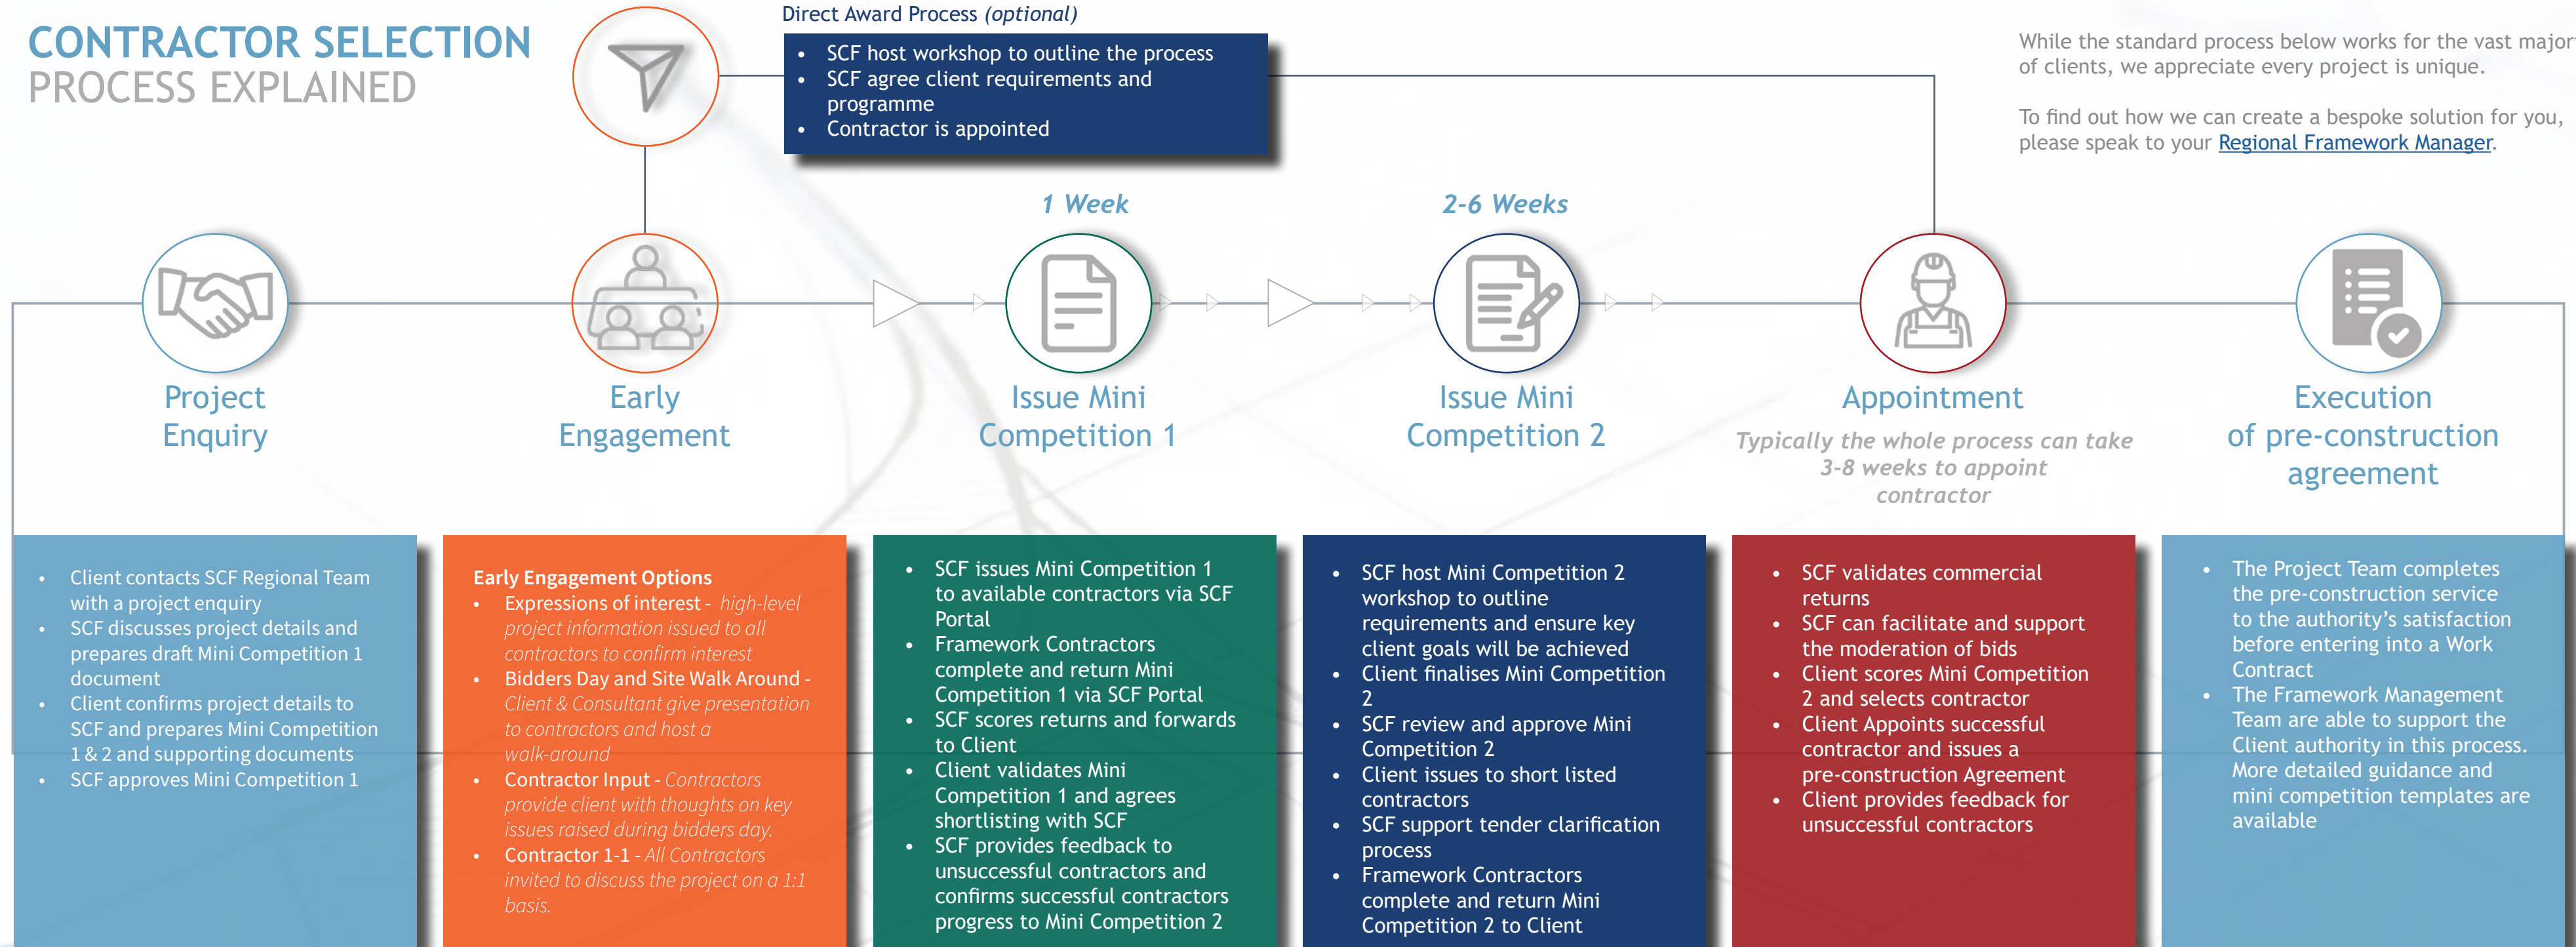 CONTRACTOR SELECTION
PROCESS EXPLAINED
Direct Award Process (optional)
• SCF host workshop to outline the process
• SCF agree client requirements and
programme
• Contractor is appointed
While the standard process below works for the vast major
of clients, we appreciate every project is unique.
To find out how we can create a bespoke solution for you,
please speak to your Regional Framework Manager.
1 Week
2-6 Weeks
Project
Enquiry
Early
Engagement
Issue Mini
Competition 1
Issue Mini
Competition 2
Appointment
Typically the whole process can take
3-8 weeks to appoint
contractor
Execution
of pre-construction
agreement
• Client contacts SCF Regional Team
with a project enquiry
• SCF discusses project details and
prepares draft Mini Competition 1
document
• Client confirms project details to
SCF and prepares Mini Competition
1 & 2 and supporting documents
• SCF approves Mini Competition 1
Early Engagement Options
• Expressions of interest - high-level
project information issued to all
contractors to confirm interest
• Bidders Day and Site Walk Around -
Client & Consultant give presentation
to contractors and host a
walk-around
• Contractor Input - Contractors
provide client with thoughts on key
issues raised during bidders day.
• Contractor 1-1 - All Contractors
invited to discuss the project on a 1:1
basis.
• SCF issues Mini Competition 1
to available contractors via SCF
Portal
• Framework Contractors
complete and return Mini
Competition 1 via SCF Portal
• SCF scores returns and forwards
to Client
• Client validates Mini
Competition 1 and agrees
shortlisting with SCF
• SCF provides feedback to
unsuccessful contractors and
confirms successful contractors
progress to Mini Competition 2
• SCF host Mini Competition 2
workshop to outline
requirements and ensure key
client goals will be achieved
• Client finalises Mini Competition
2
• SCF review and approve Mini
Competition 2
• Client issues to short listed
contractors
• SCF support tender clarification
process
• Framework Contractors
complete and return Mini
Competition 2 to Client
• SCF validates commercial
returns
• SCF can facilitate and support
the moderation of bids
• Client scores Mini Competition
2 and selects contractor
• Client Appoints successful
contractor and issues a
pre-construction Agreement
• Client provides feedback for
unsuccessful contractors
• The Project Team completes
the pre-construction service
to the authority's satisfaction
before entering into a Work
Contract
• The Framework Management
Team are able to support the
Client authority in this process.
More detailed guidance and
mini competition templates are
available